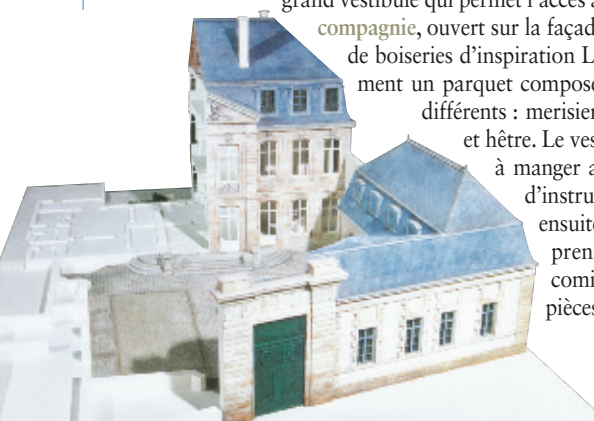 grand vestibule qui permet l'accès a
compagnie, ouvert sur la façad
de boiseries d'inspiration L
ment un parquet compos
différents : merisier
et hêtre. Le ves
à manger a
d'instru
ensuite
pren
comi
pièces